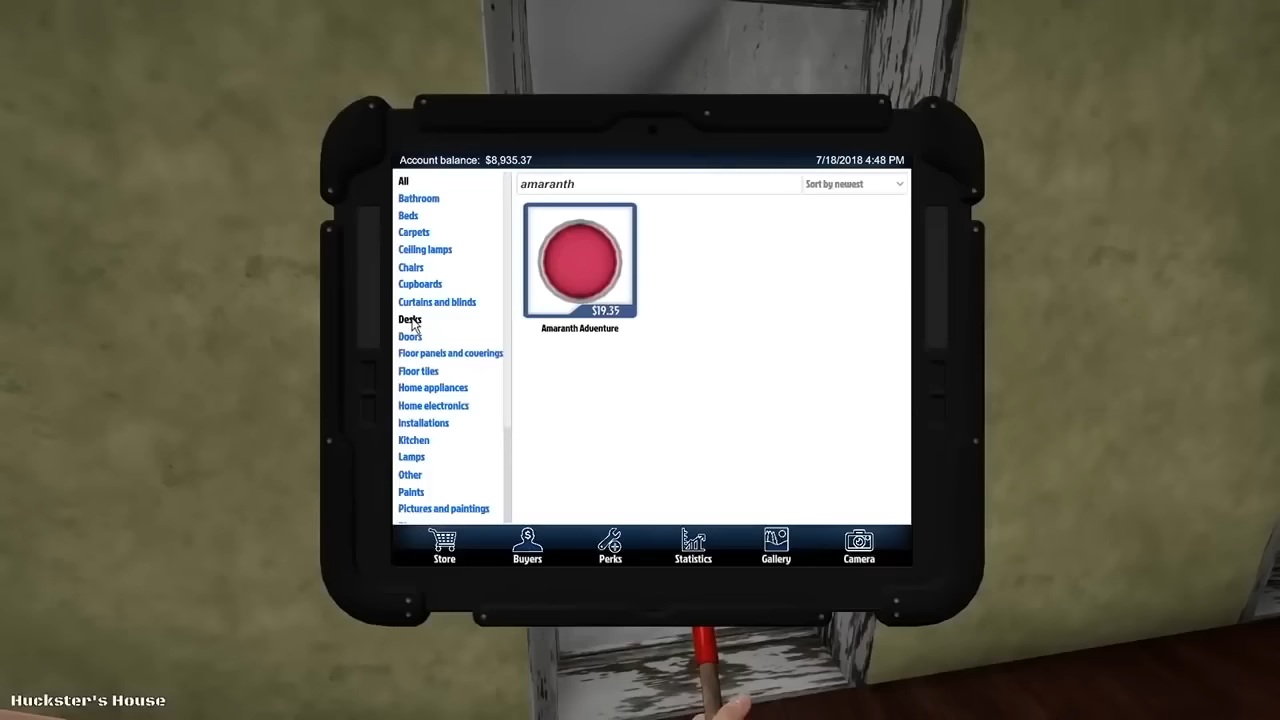 Account balance: $8,935.37
7/18/2018 4:48 PM
All
Bathroom
Beds
Carpets
Ceiling lamps
Chairs
Cupboards
Curtains and blinds
Desks
Doors
Floor panels and coverings
Floor tiles
Home appliances
Home electronics
Installations
Kitchen
Lamps
Other
Paints
Pictures and paintings
amaranth
Sort by newest
$19.35
Amaranth Adventure
Store
Buyers
Perks
Statistics
Gallery
Camera
Huckster's House